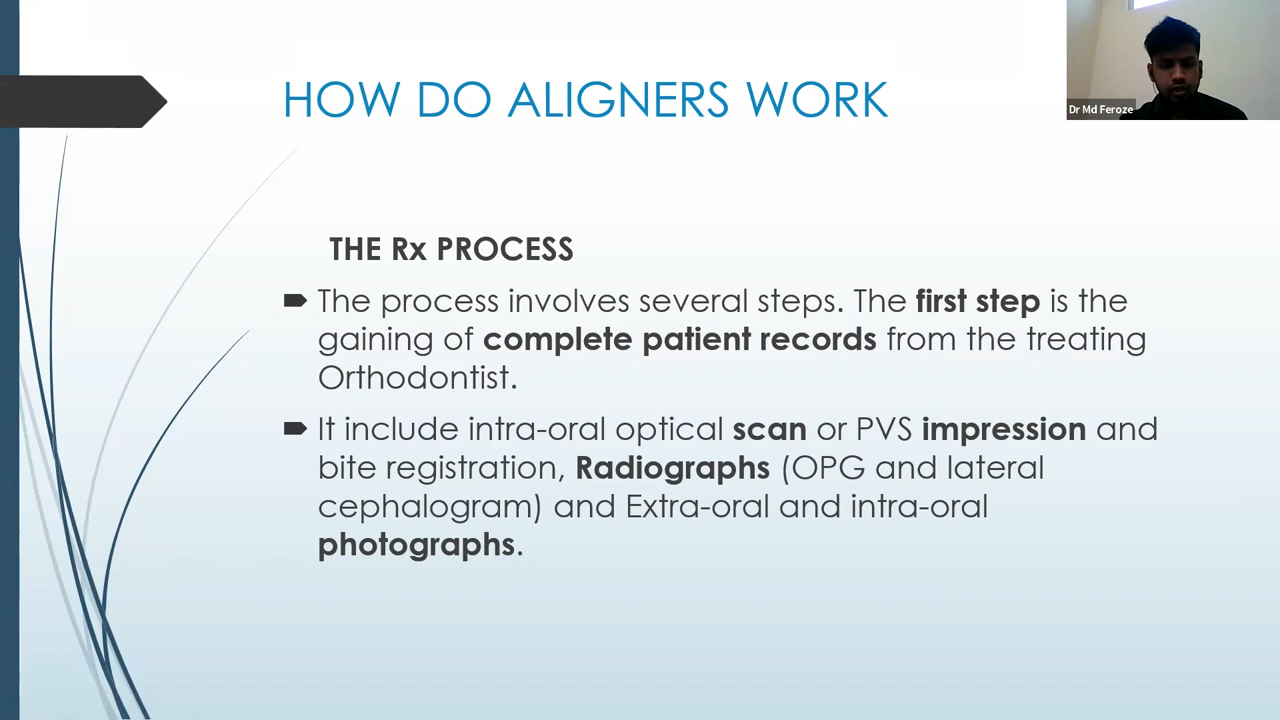 HOW DO ALIGNERS WORK
Dr Md Feroze
THE Rx PROCESS
The process involves several steps. The first step is the
gaining of complete patient records from the treating
Orthodontist.
It include intra-oral optical scan or PVS impression and
bite registration, Radiographs (OPG and lateral
cephalogram) and Extra-oral and intra-oral
photographs.